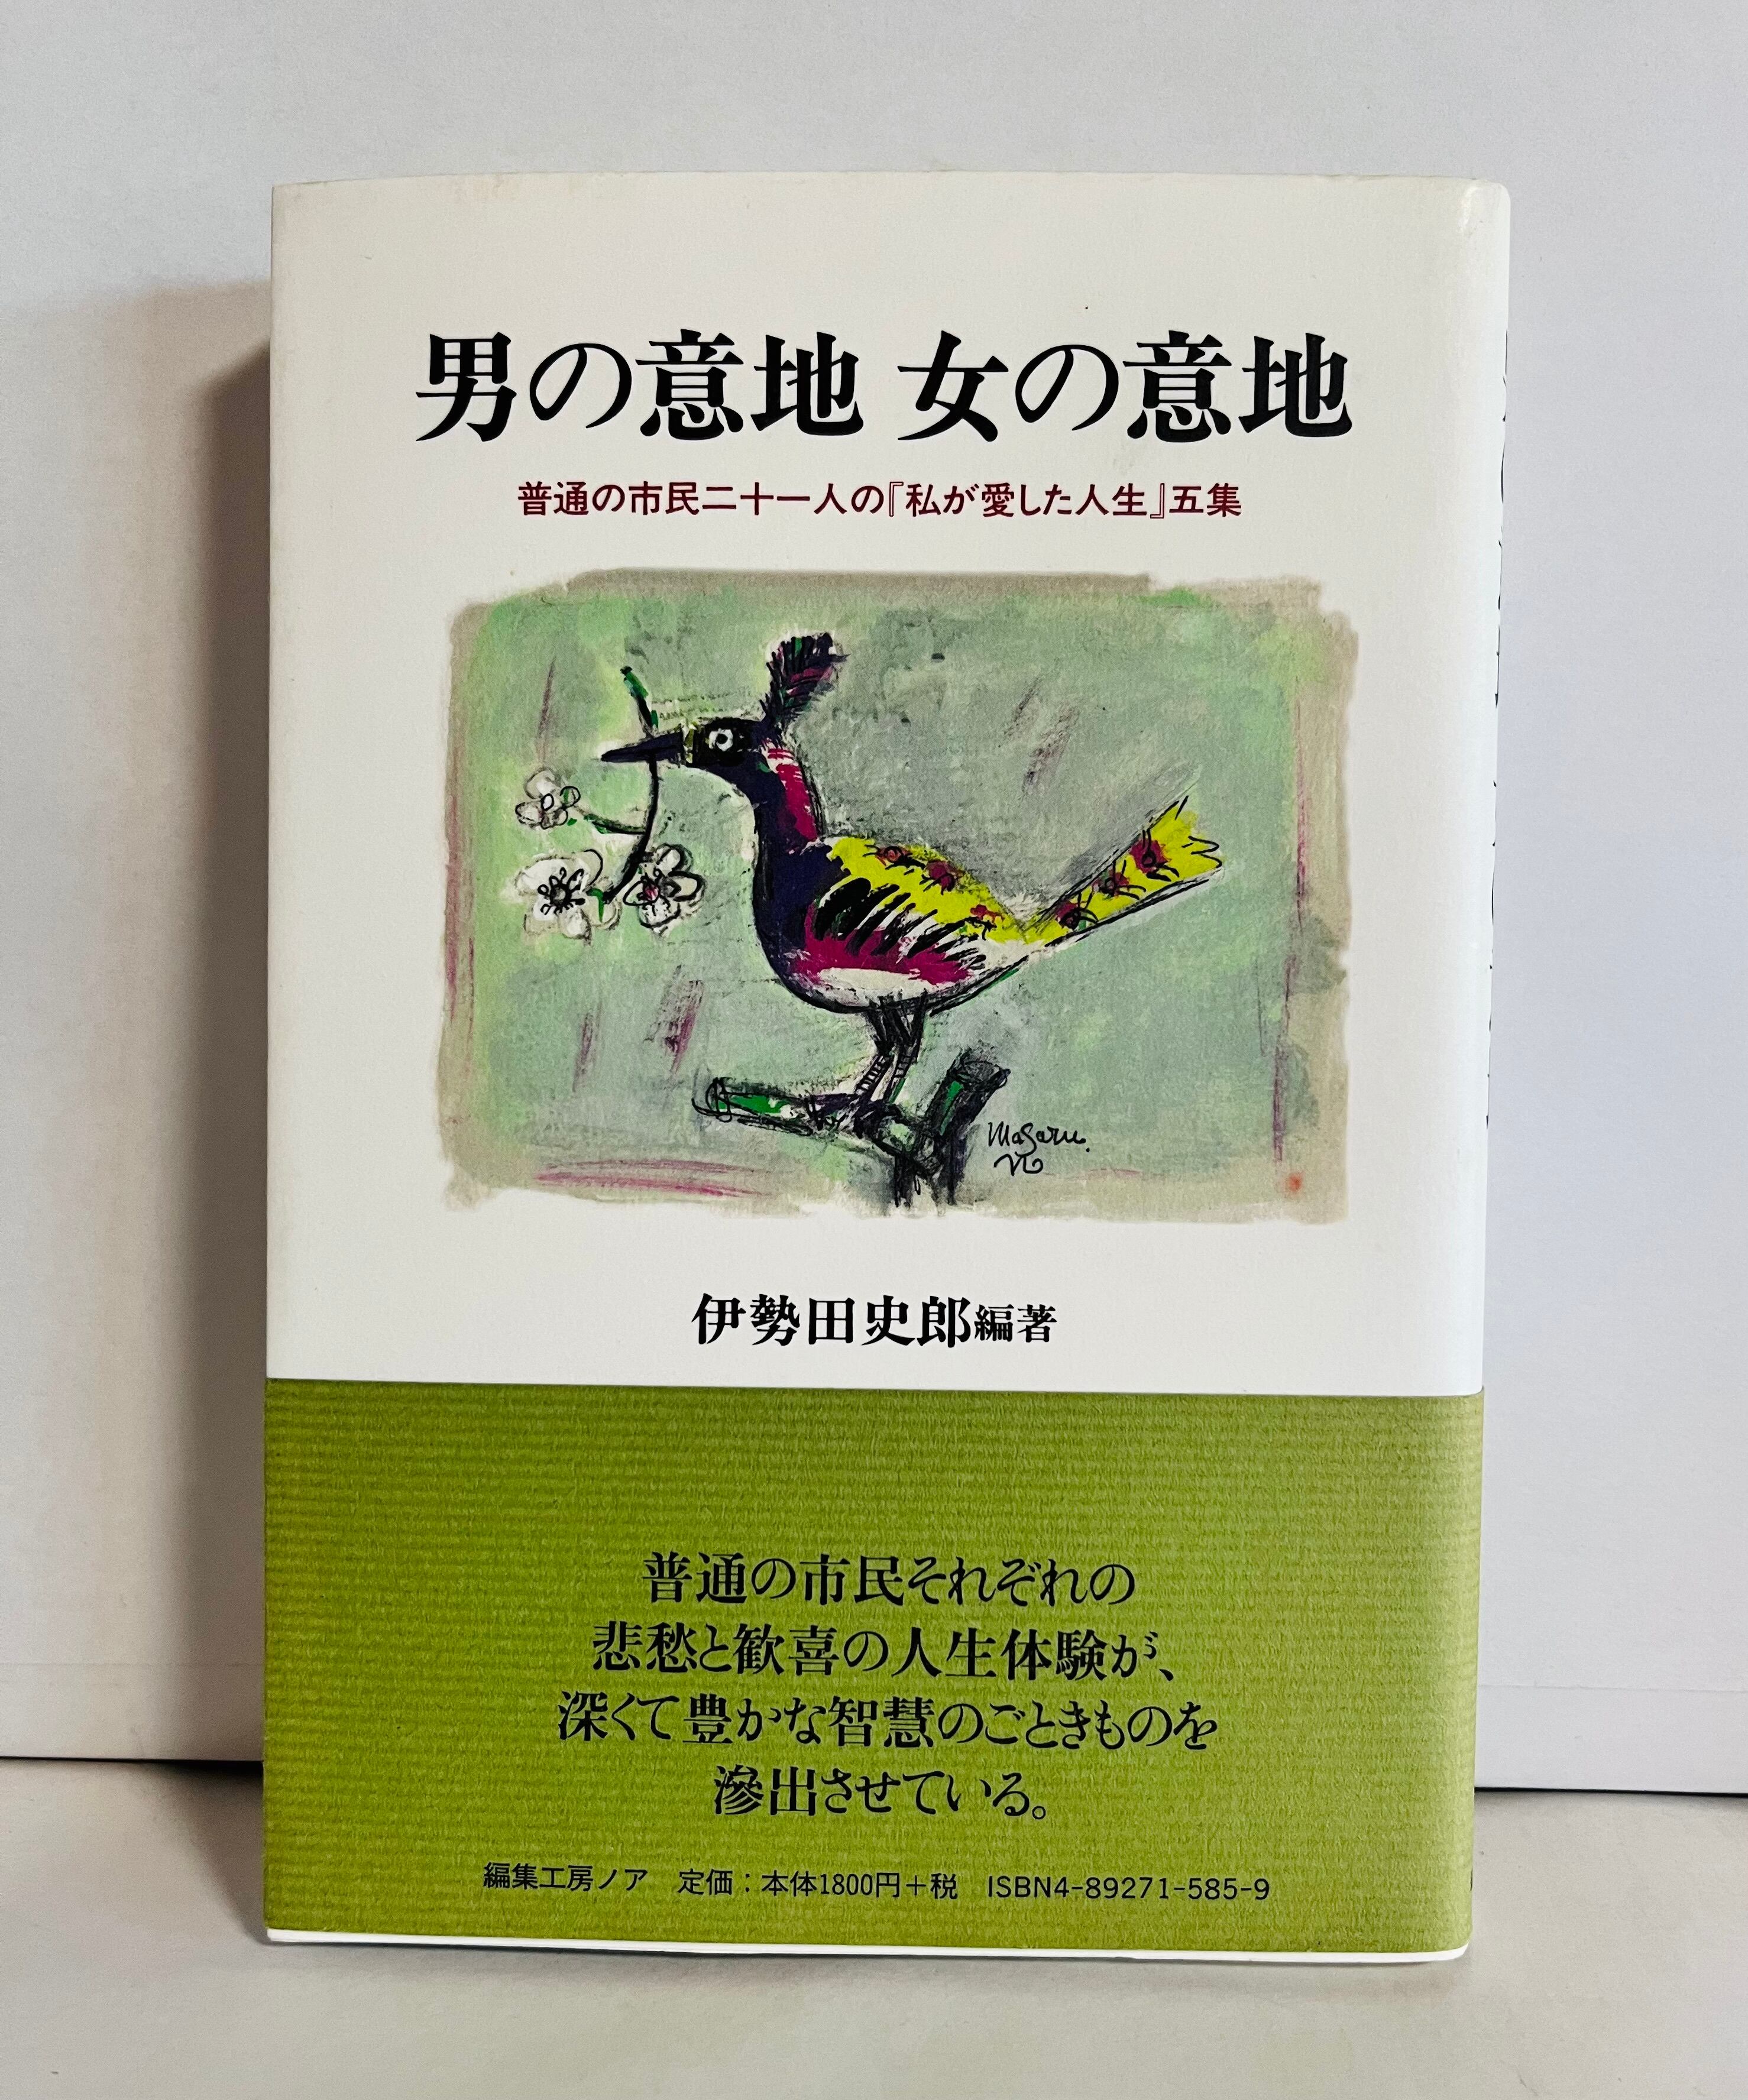 男の意地 女の意地
普通の市民二十一人の『私が愛した人生』五集
Masaru.
伊勢田史郎編著
普通の市民それぞれの
悲愁と歓喜の人生体験が、
深くて豊かな智慧のごときものを
滲出させている。
編集工房ノア　定価：本体1800円＋税　ISBN4-89271-585-9